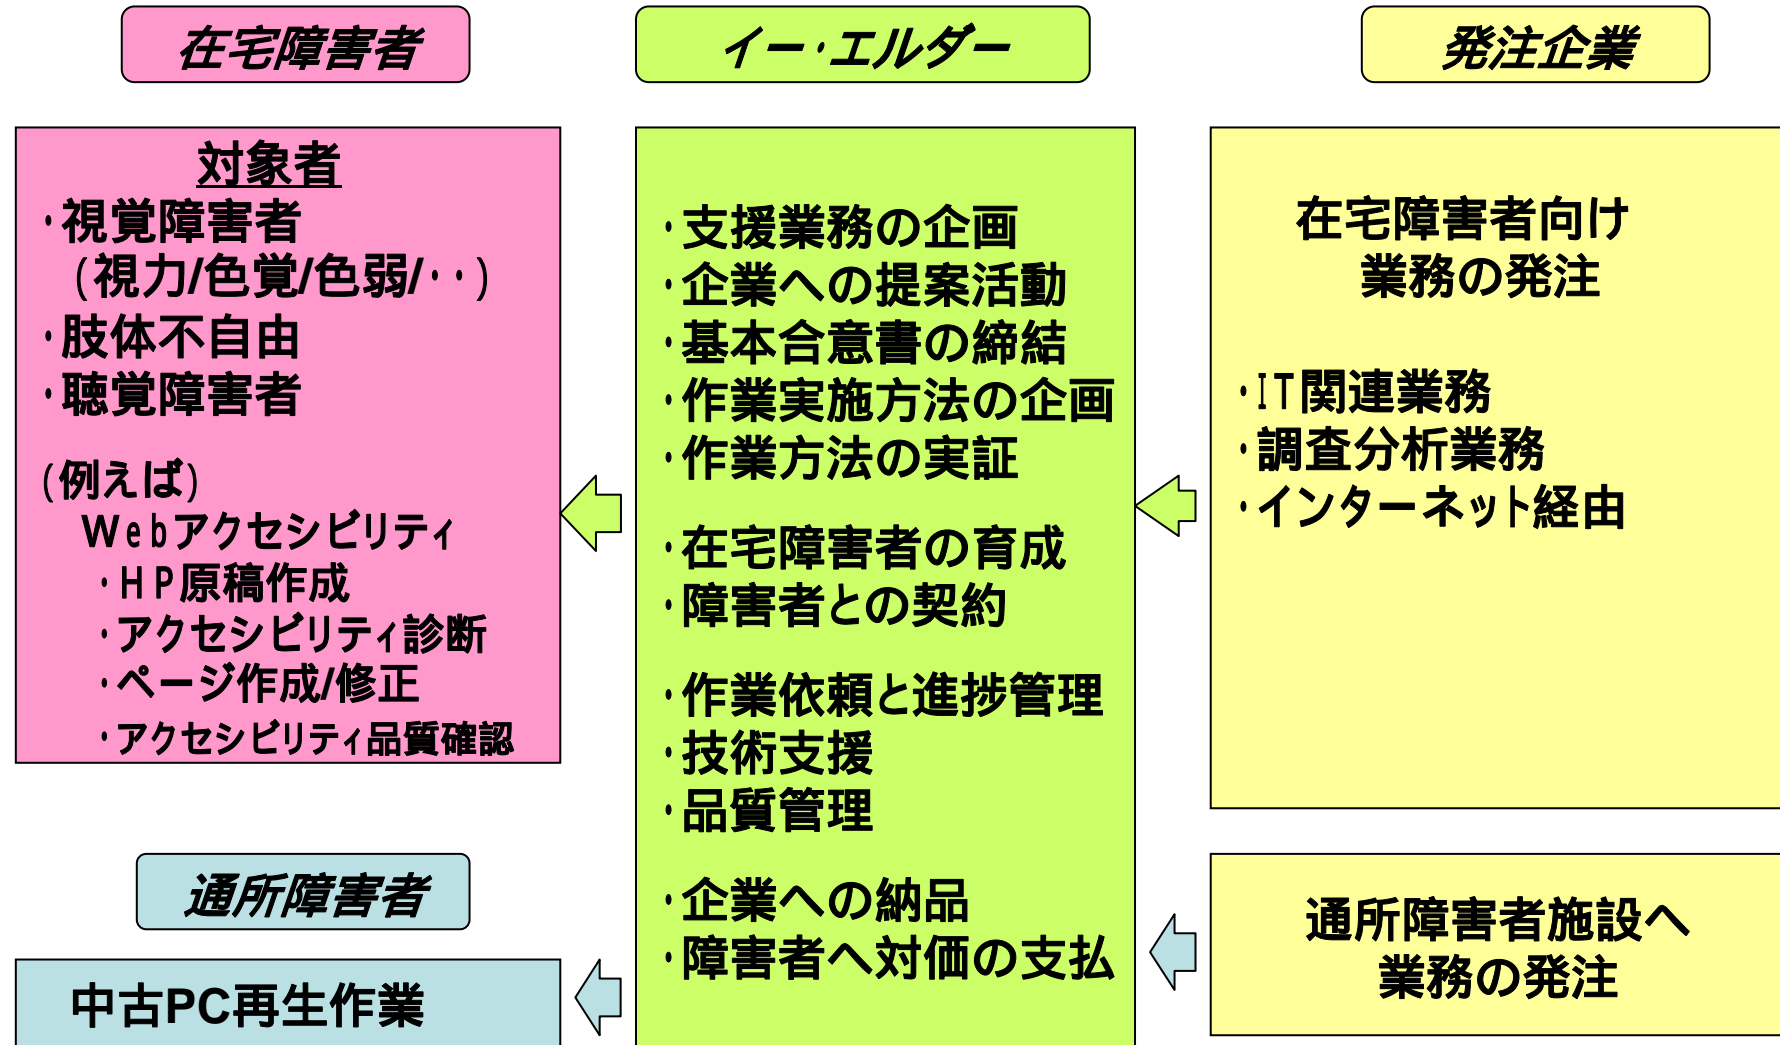 在宅障害者
イー・エルダー
発注企業
対象者
・視覚障害者
(視力/色覚/色弱/・・)
・肢体不自由
・聴覚障害者
(例えば)
Webアクセシビリティ
・HP原稿作成
・アクセシビリティ診断
・ページ作成/修正
・アクセシビリティ品質確認
・支援業務の企画
・企業への提案活動
・基本合意書の締結
・作業実施方法の企画
・作業方法の実証
・在宅障害者の育成
・障害者との契約
・作業依頼と進捗管理
・技術支援
・品質管理
・企業への納品
・障害者へ対価の支払
在宅障害者向け
業務の発注
・IT関連業務
・調査分析業務
・インターネット経由
通所障害者
中古PC再生作業
通所障害者施設へ
業務の発注